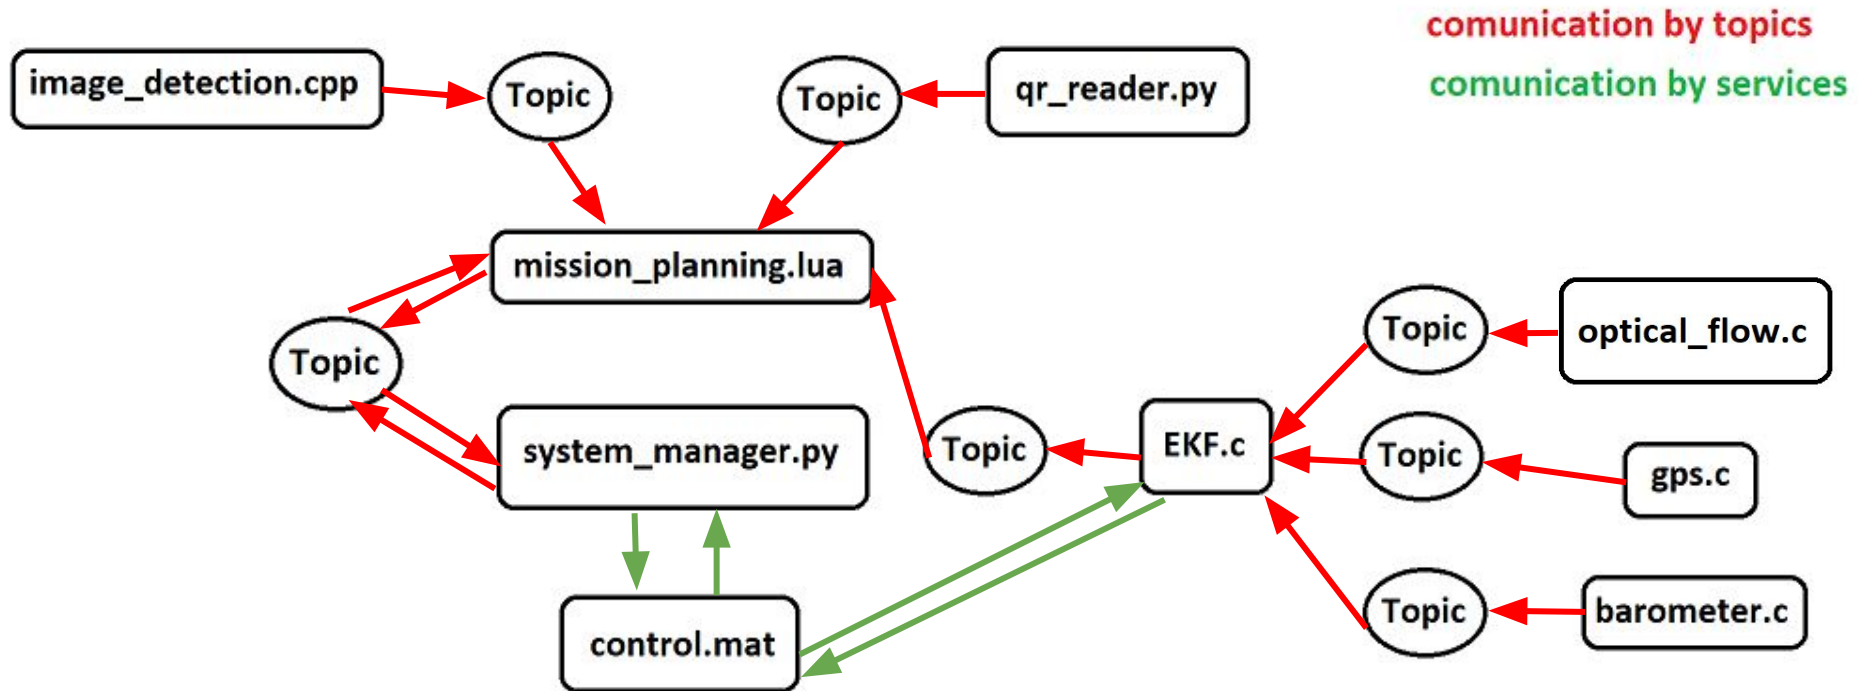 comunication by topics
comunication by services
image_detection.cpp
Topic
Topic
qr_reader.py
mission_planning.lua
Topic
optical_flow.c
Topic
system_manager.py
Topic
EKF.c
Topic
gps.c
control.mat
Topic
barometer.c